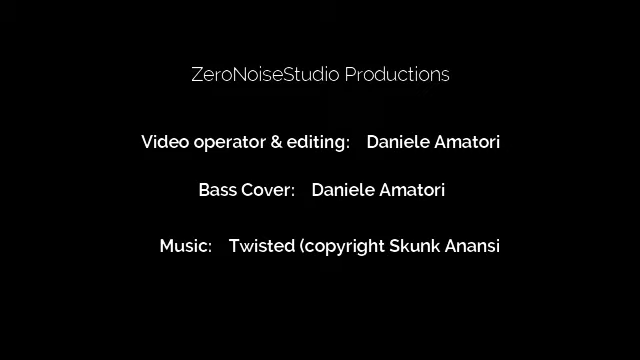 ZeroNoiseStudio Productions
Video operator & editing: Daniele Amatori
Bass Cover: Daniele Amatori
Music: Twisted (copyright Skunk Anansi